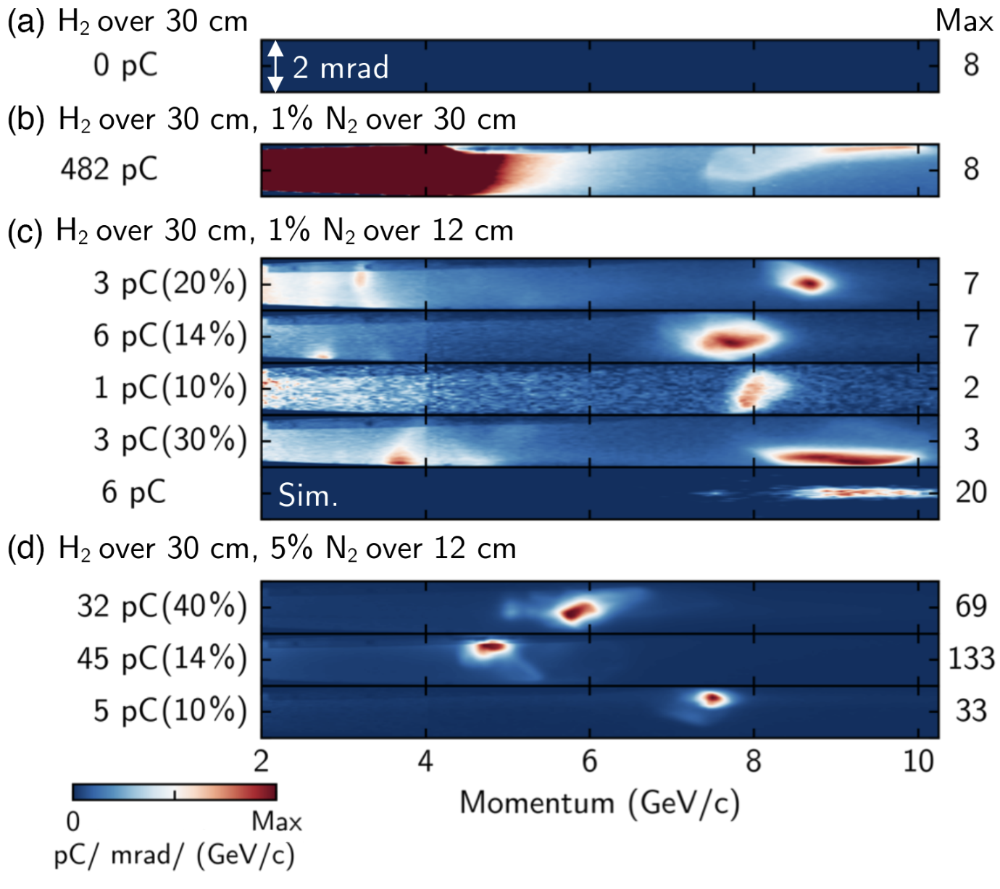 (a) H₂ over 30 cm Max
0 pC 2 mrad 8
(b) H₂ over 30 cm, 1% N₂ over 30 cm
482 pC 8
(c) H₂ over 30 cm, 1% N₂ over 12 cm
3 pC(20%) 7
6 pC(14%) 7
1 pC(10%) 2
3 pC(30%) 3
6 pC Sim. 20
(d) H₂ over 30 cm, 5% N₂ over 12 cm
32 pC(40%) 69
45 pC(14%) 133
5 pC(10%) 33
2 4 6 8 10
Momentum (GeV/c)
0 Max
pC/ mrad/ (GeV/c)